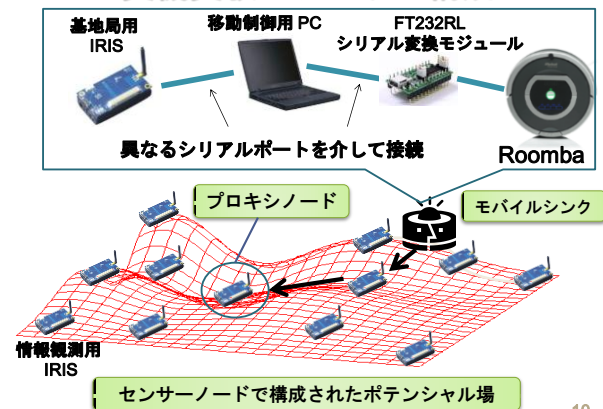 基地局用
IRIS
移動制御用 PC
FT232RL
シリアル変換モジュール
異なるシリアルポートを介して接続
Roomba
プロキシノード
モバイルシンク
情報観測用
IRIS
センサーノードで構成されたポテンシャル場